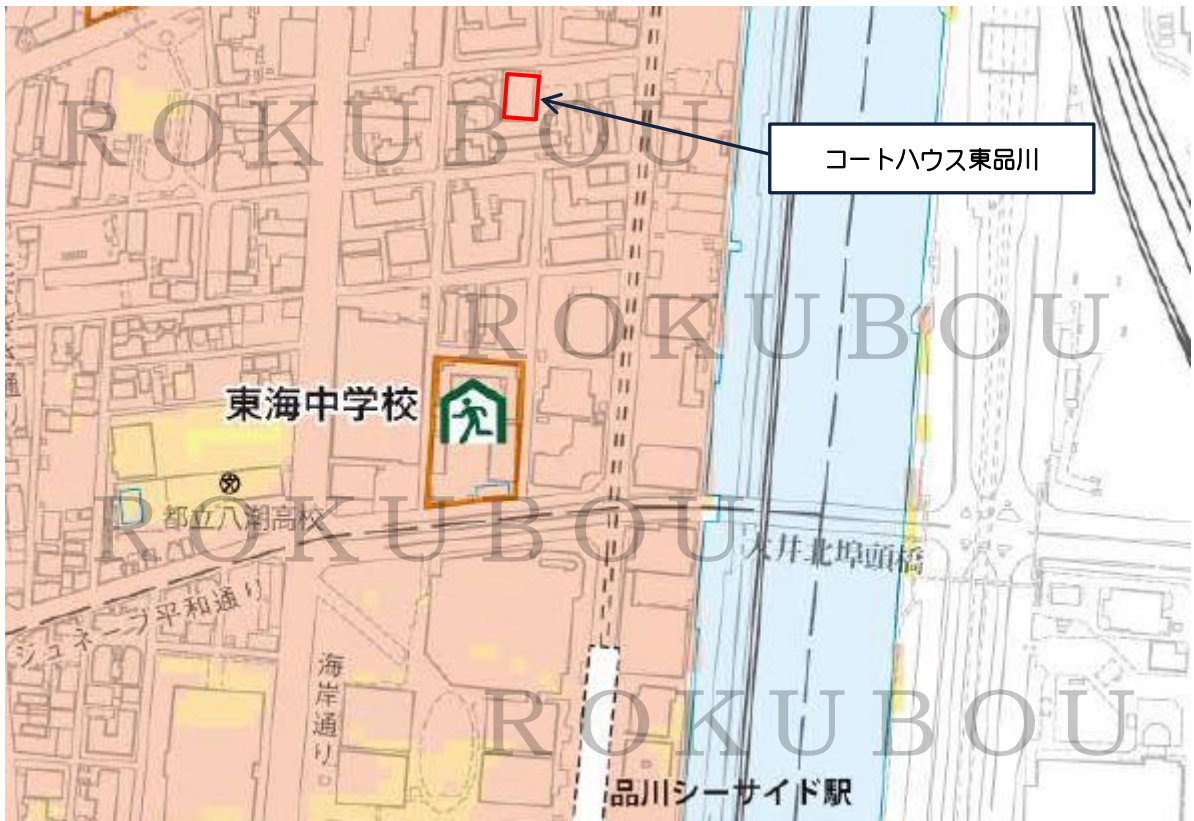 ROKUBOU
コートハウス東品川
ROKUBOU
東海中学校
都立八潮高校
ROKUBOU
大井北埠頭橋
ジュネーブ平和通り
海岸通り
ROKUBOU
品川シーサイド駅